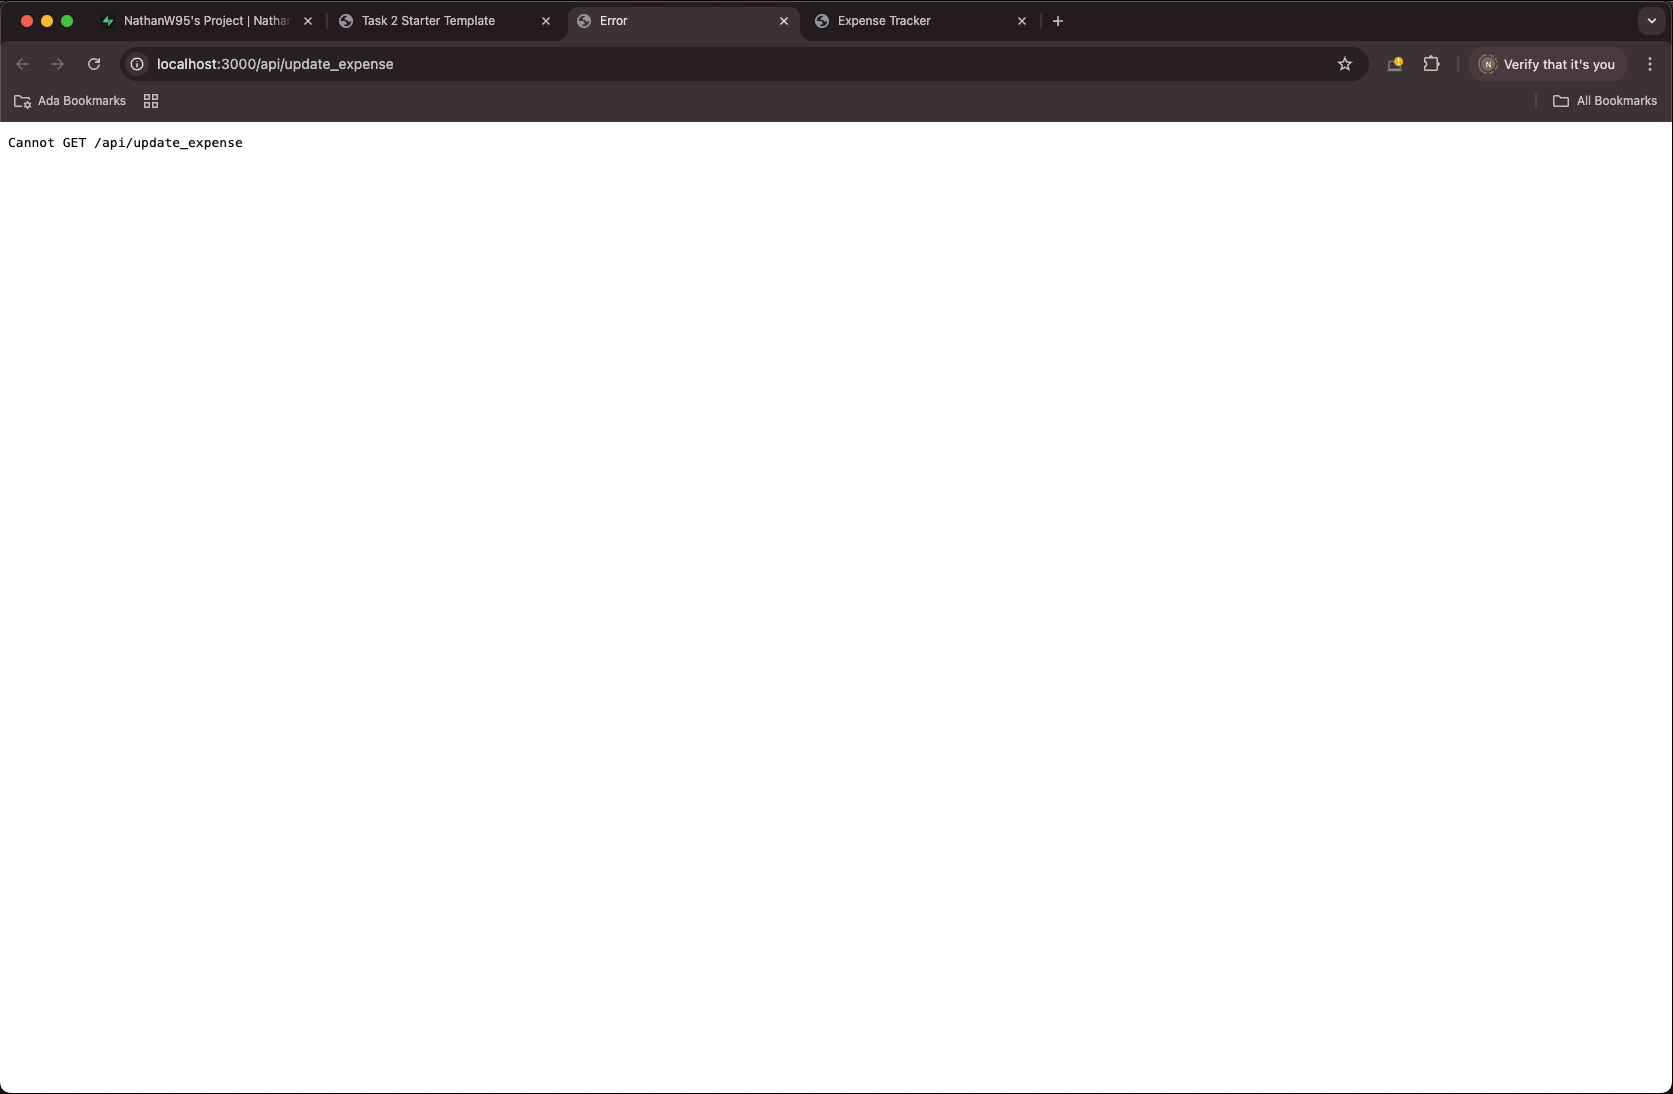 NathanW95's Project | Nathan
Task 2 Starter Template
Error
Expense Tracker
localhost:3000/api/update_expense
N
Verify that it's you
Ada Bookmarks
All Bookmarks
Cannot GET /api/update_expense